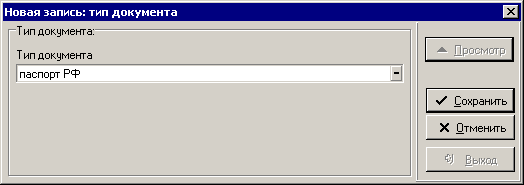 Новая запись: тип документа
Тип документа:
Тип документа
паспорт РФ
Просмотр
Сохранить
Отменить
Выход